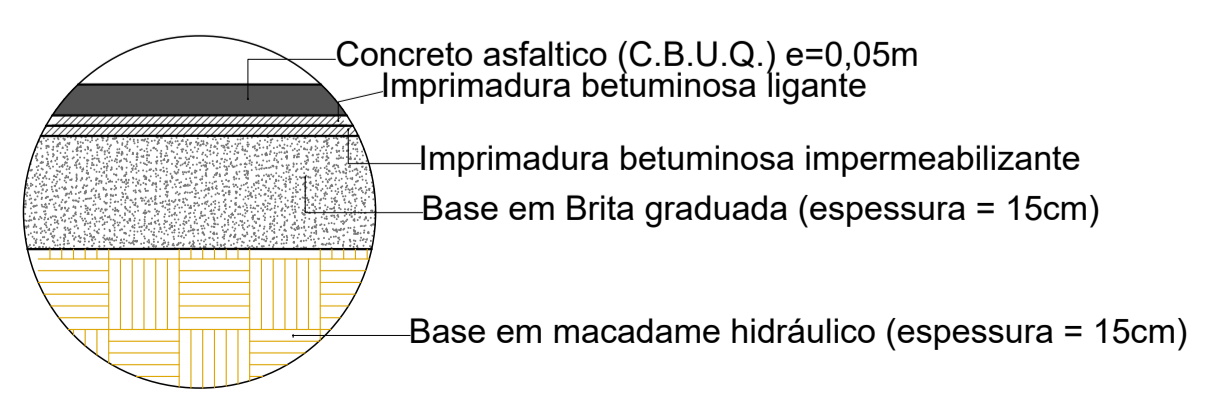 Concreto asfaltico (C.B.U.Q.) e=0,05m
Imprimadura betuminosa ligante
Imprimadura betuminosa impermeabilizante
Base em Brita graduada (espessura = 15cm)
Base em macadame hidráulico (espessura = 15cm)